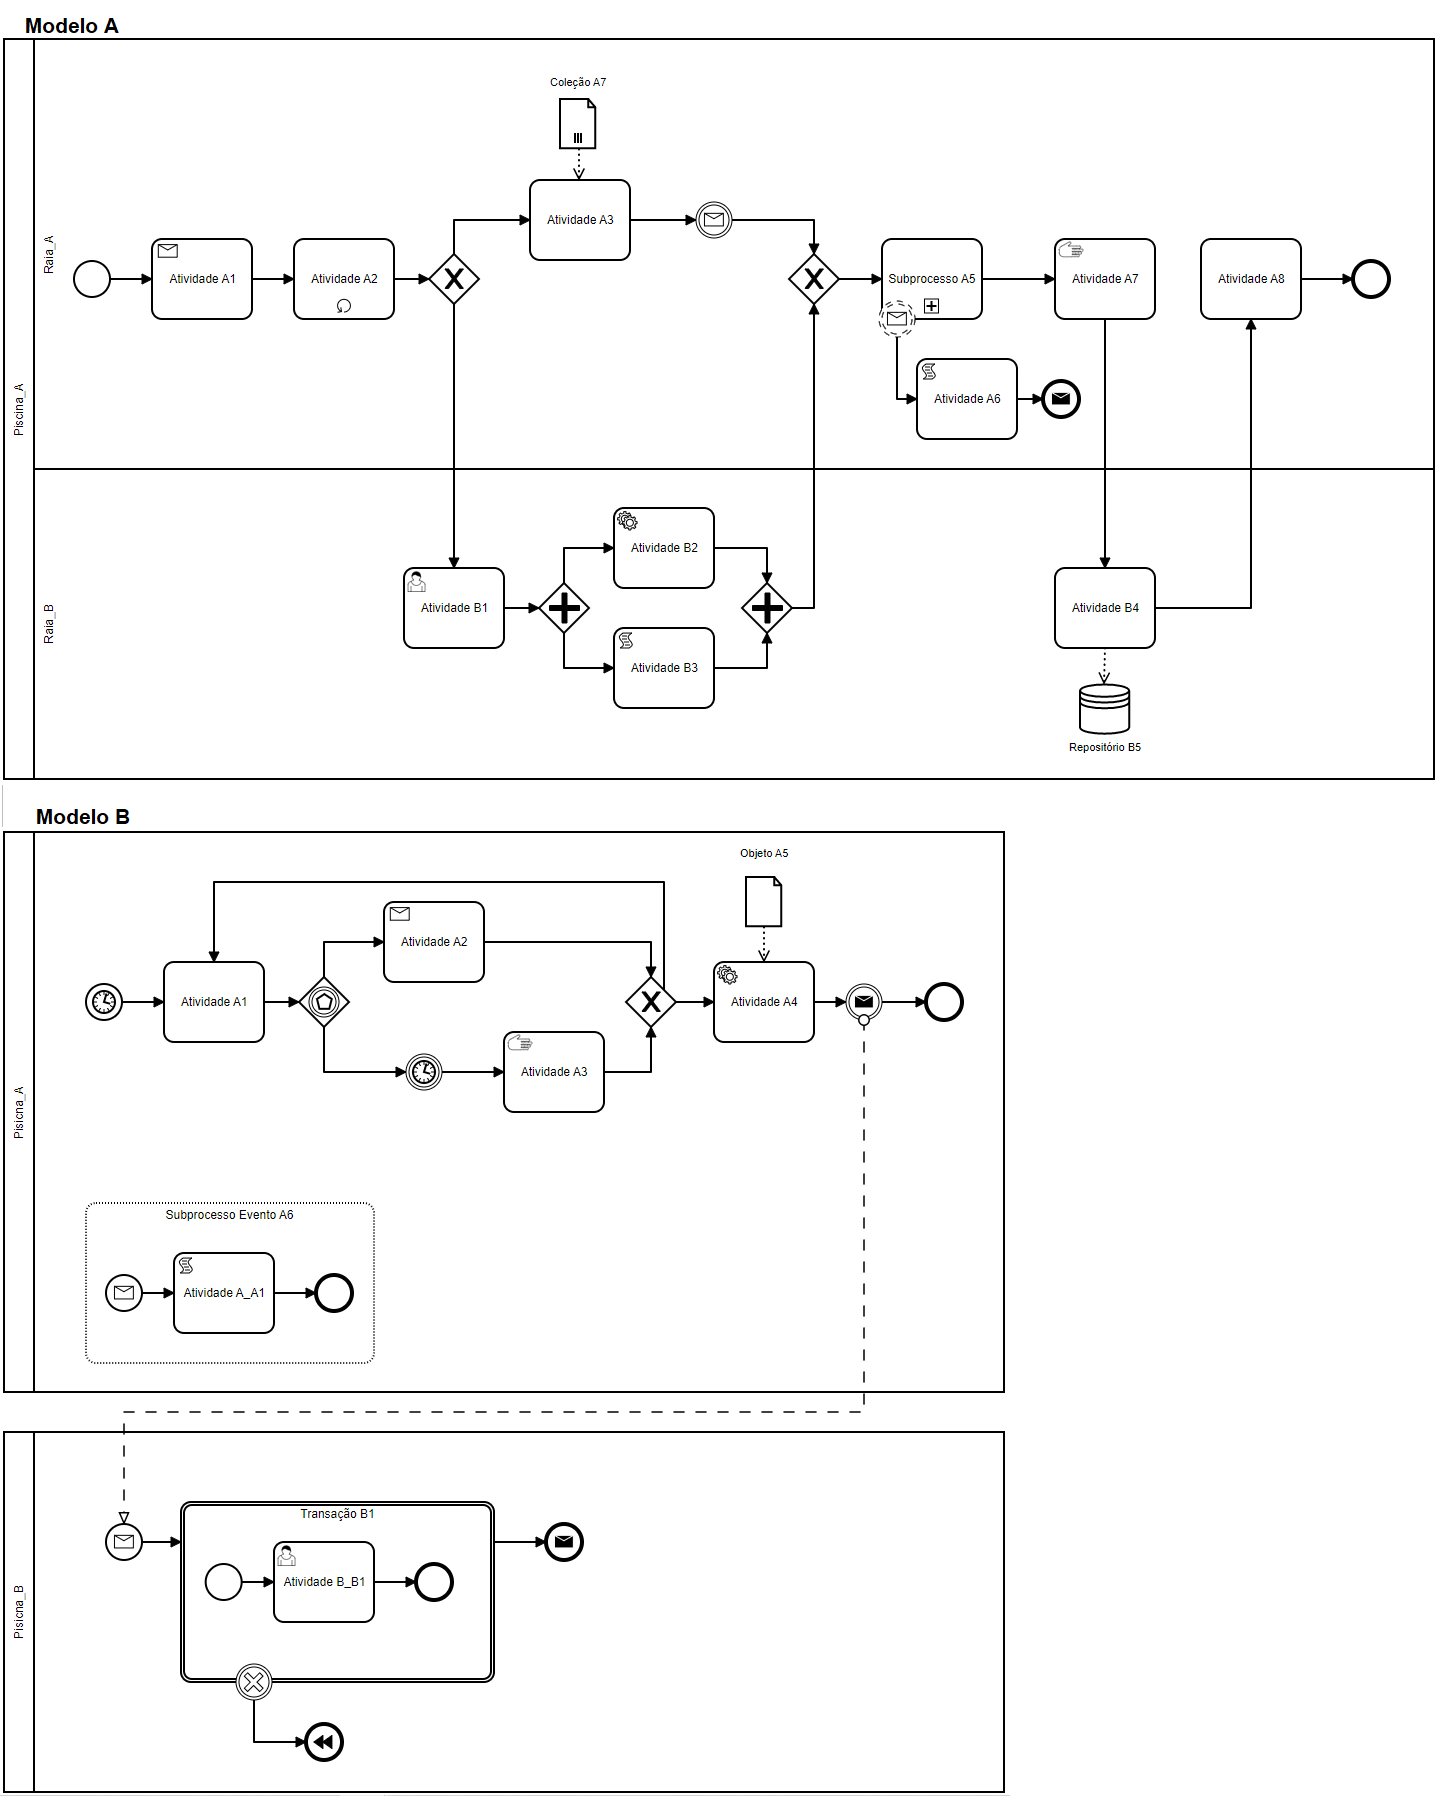 Modelo A
Coleção A7
Atividade A3
Raia_A
Atividade A1
Atividade A2
Subprocesso A5
Atividade A7
Atividade A8
Atividade A6
Piscina_A
Atividade B2
Atividade B1
Atividade B4
Raia_B
Atividade B3
Repositório B5
Modelo B
Objeto A5
Atividade A2
Atividade A1
Atividade A4
Atividade A3
Pisicna_A
Subprocesso Evento A6
Atividade A_A1
Transação B1
Atividade B_B1
Pisicna_B